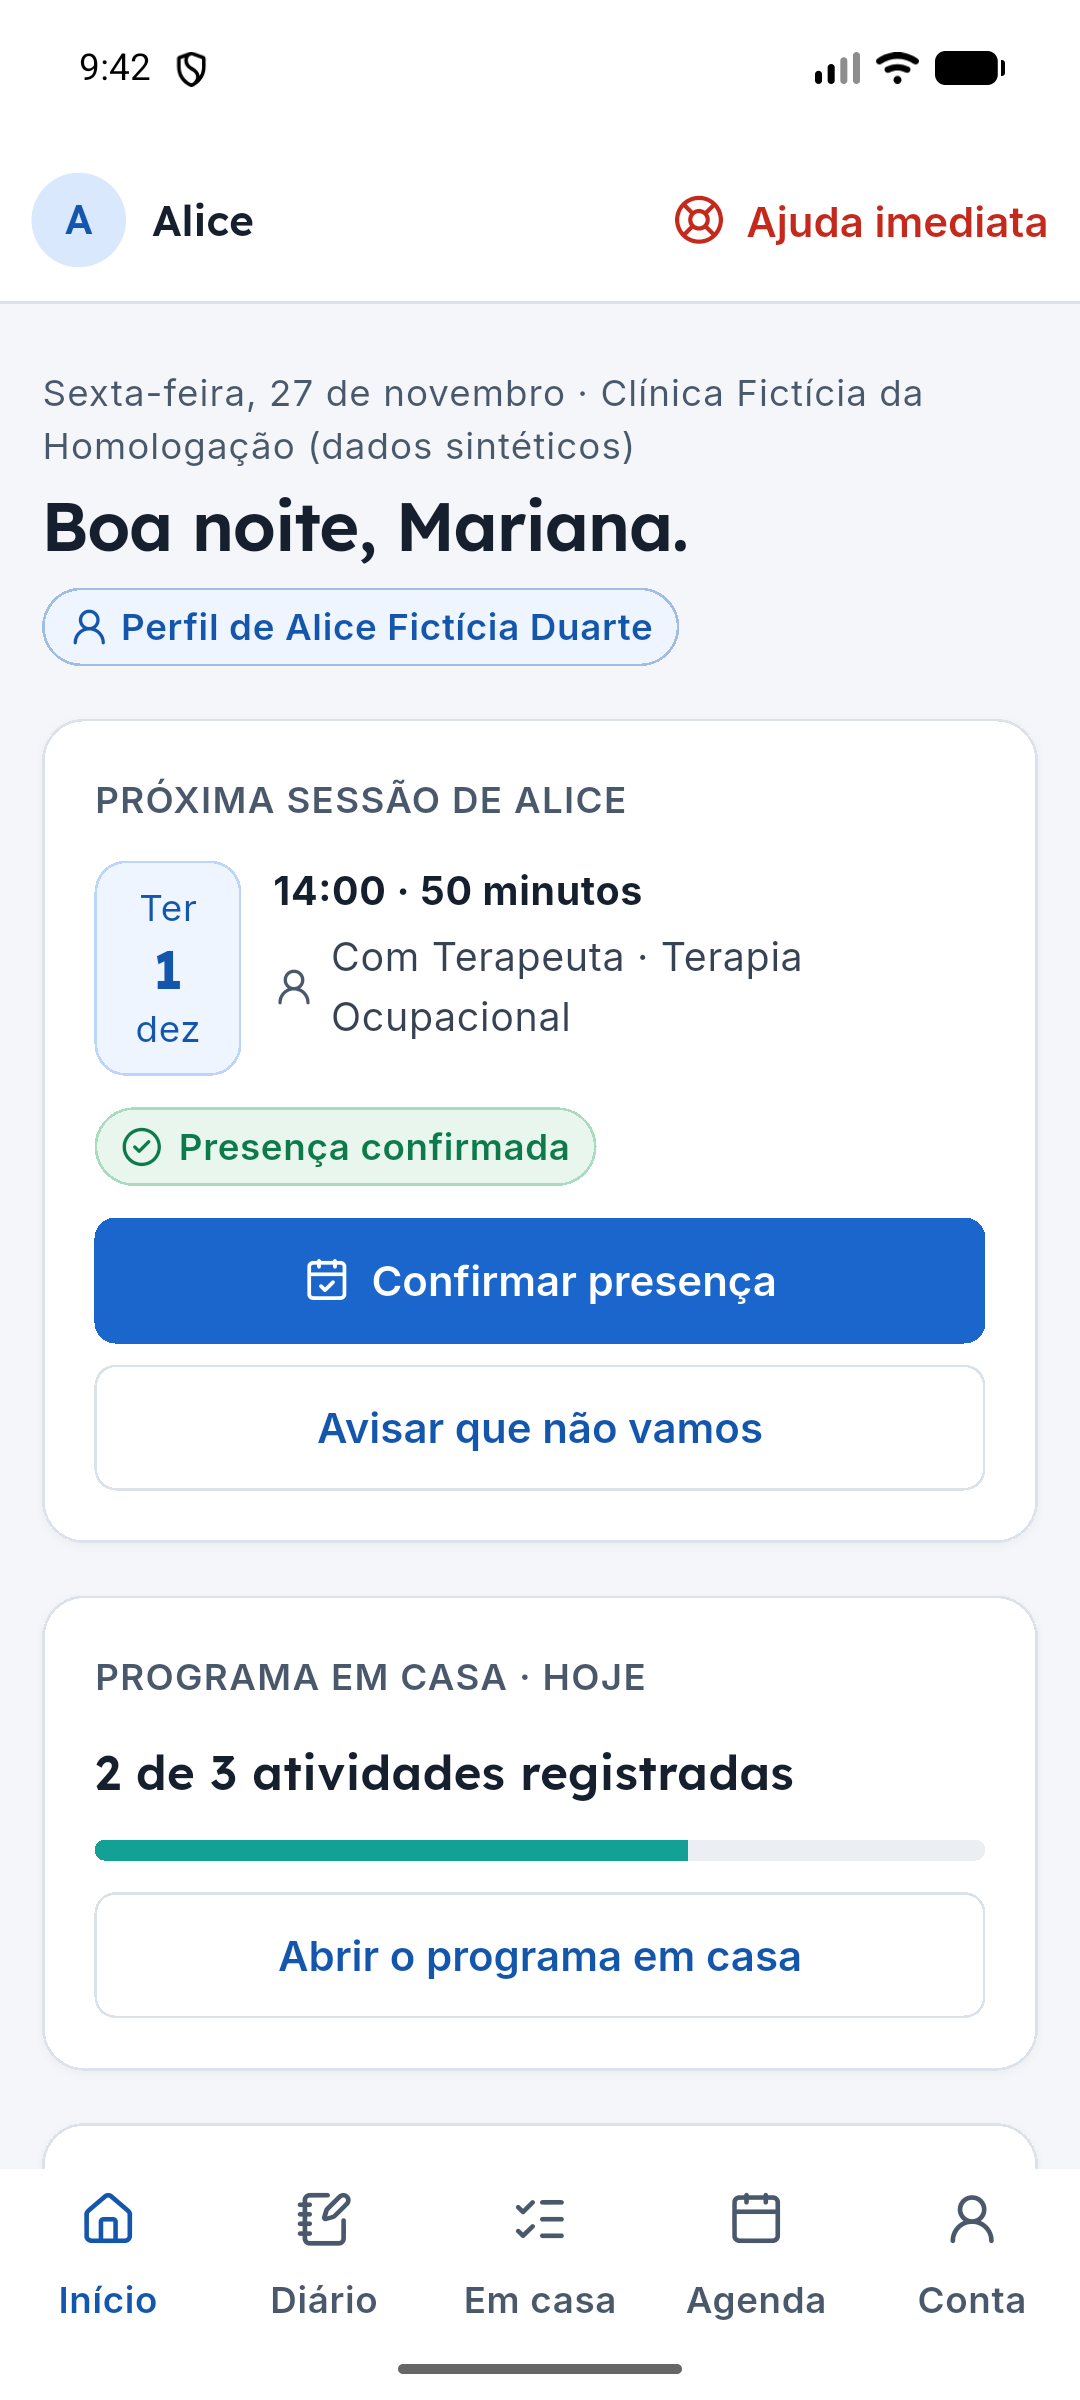 9:42
A
Alice
Ajuda imediata
Sexta-feira, 27 de novembro · Clínica Fictícia da
Homologação (dados sintéticos)
Boa noite, Mariana.
Perfil de Alice Fictícia Duarte
PRÓXIMA SESSÃO DE ALICE
Ter
1
dez
14:00 · 50 minutos
Com Terapeuta · Terapia
Ocupacional
Presença confirmada
Confirmar presença
Avisar que não vamos
PROGRAMA EM CASA · HOJE
2 de 3 atividades registradas
Abrir o programa em casa
Início
Diário
Em casa
Agenda
Conta